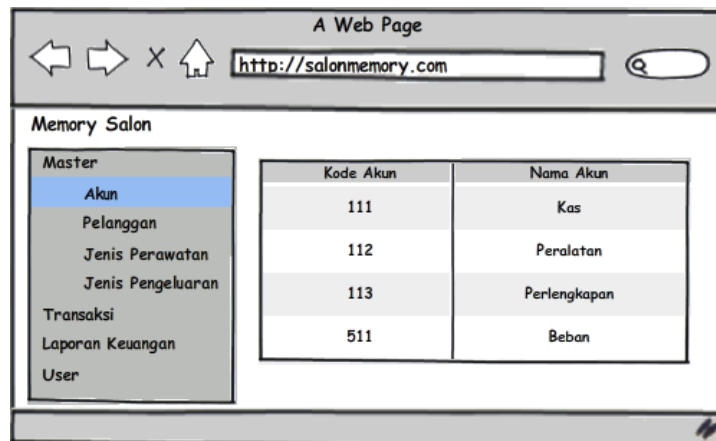 A Web Page
http://salonmemory.com
Memory Salon
Master
Akun
Pelanggan
Jenis Perawatan
Jenis Pengeluaran
Transaksi
Laporan Keuangan
User
Kode Akun Nama Akun
111 Kas
112 Peralatan
113 Perlengkapan
511 Beban